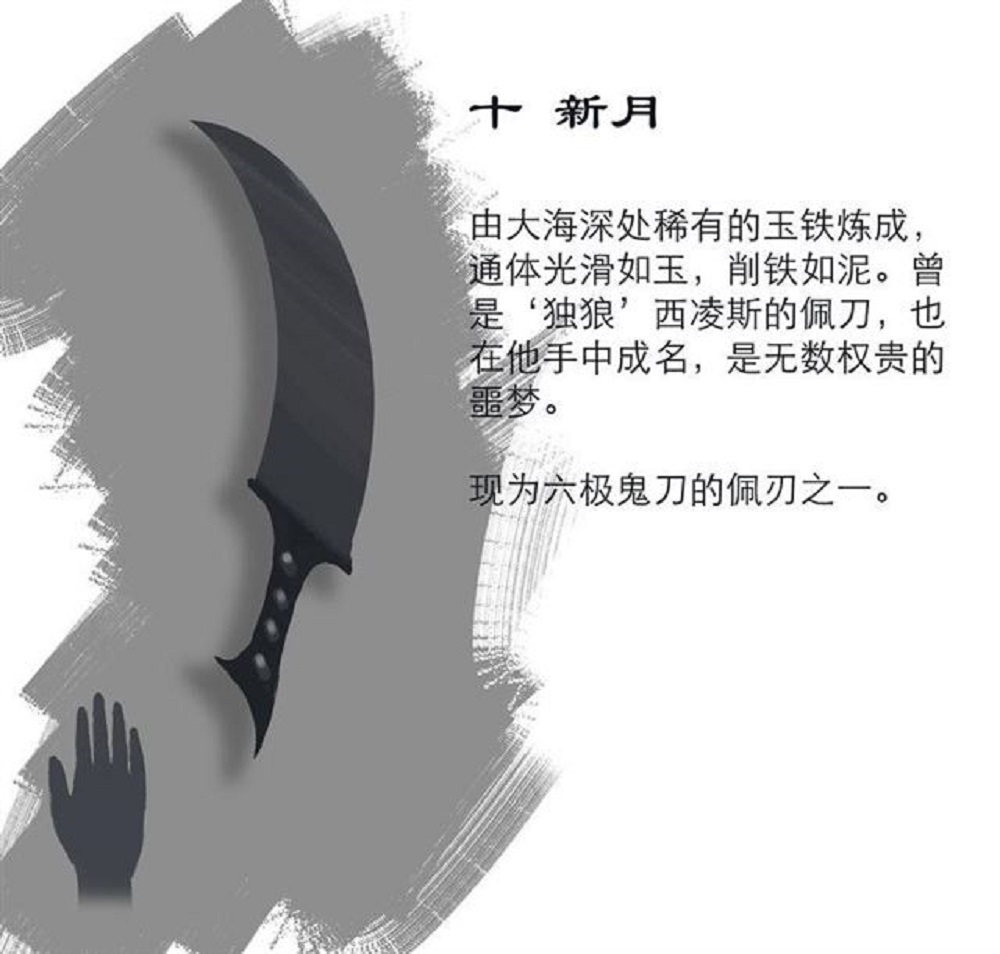 十 新月
由大海深处稀有的玉铁炼成，
通体光滑如玉，削铁如泥。曾
是‘独狼’西凌斯的佩刀，也
在他手中成名，是无数权贵的
噩梦。
现为六极鬼刀的佩刃之一。